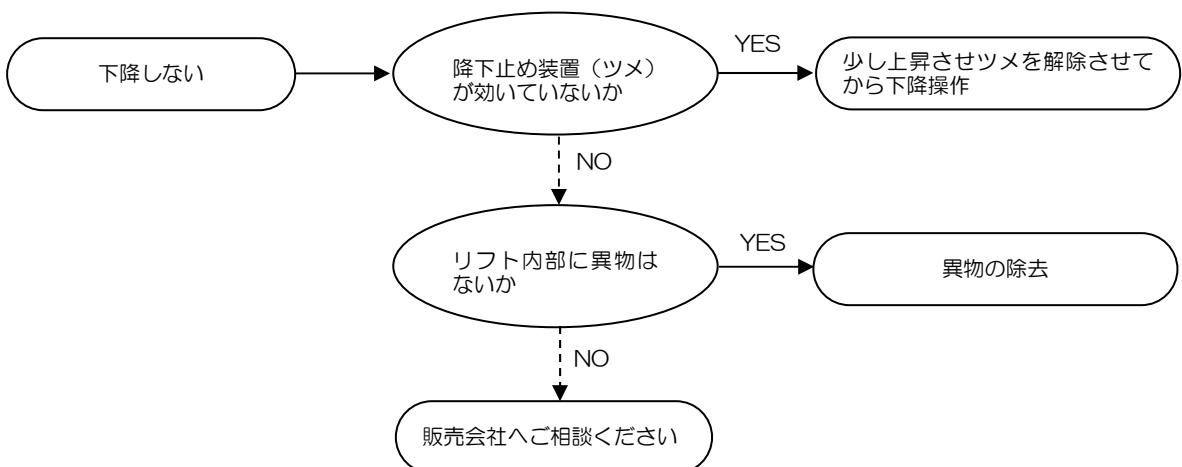 下降しない
降下止め装置（ツメ）
が効いていないか
YES
少し上昇させツメを解除させて
から下降操作
NO
リフト内部に異物は
ないか
YES
異物の除去
NO
販売会社へご相談ください